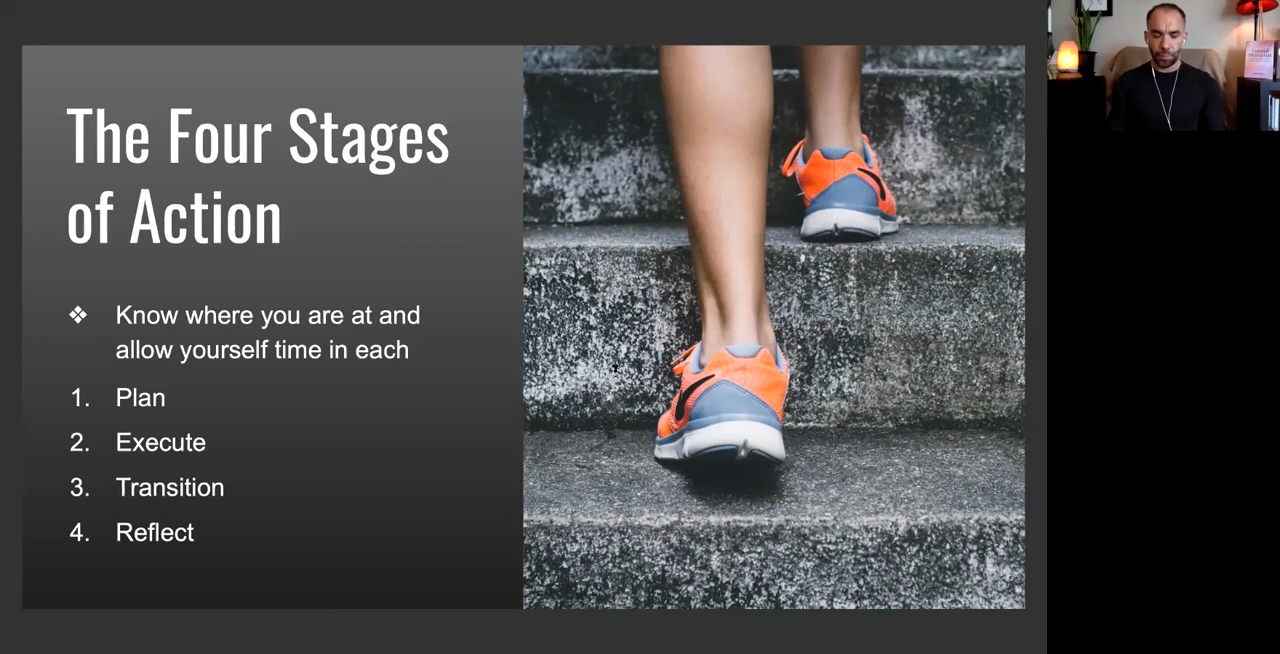 The Four Stages
of Action
❖ Know where you are at and
allow yourself time in each
1. Plan
2. Execute
3. Transition
4. Reflect